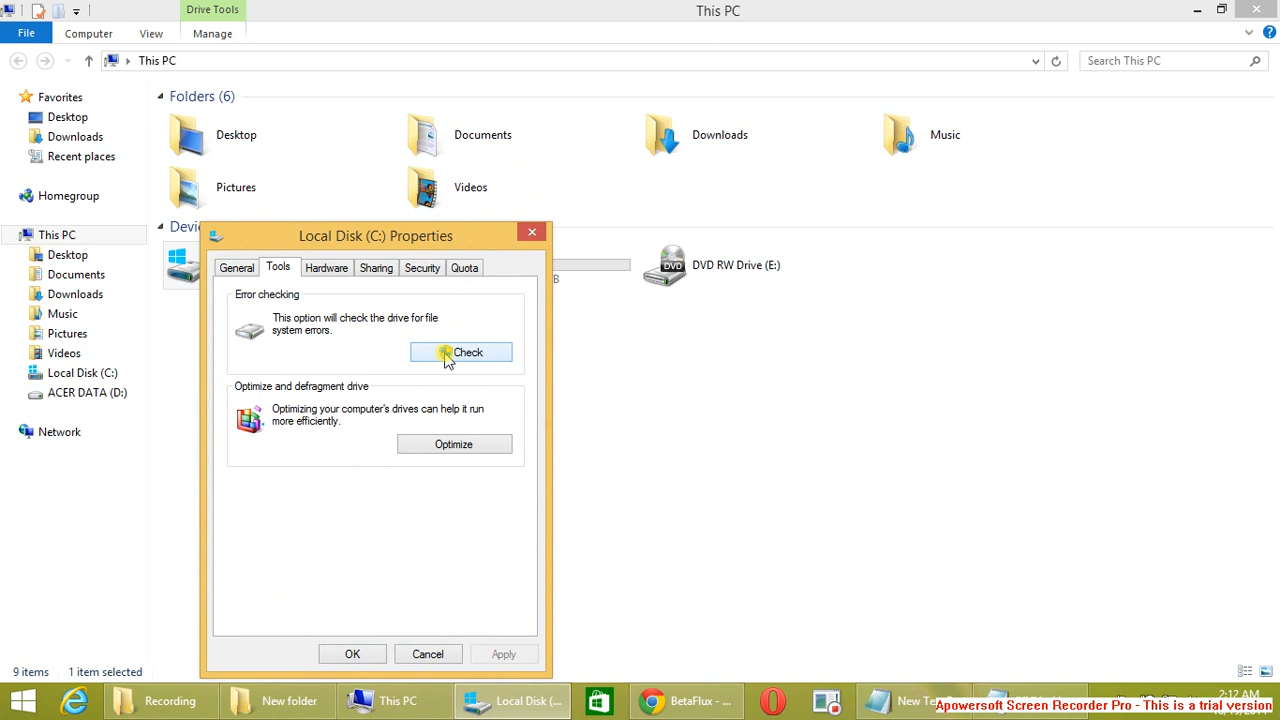 Drive Tools
This PC
File
Computer
View
Manage
This PC
Search This PC
Favorites
Desktop
Downloads
Recent places
Homegroup
This PC
Desktop
Documents
Downloads
Music
Pictures
Videos
Local Disk (C:)
ACER DATA (D:)
Network
Folders (6)
Desktop
Documents
Downloads
Music
Pictures
Videos
Devi
B
DVD
DVD RW Drive (E:)
Local Disk (C:) Properties
General
Tools
Hardware
Sharing
Security
Quota
Error checking
This option will check the drive for file
system errors.
Check
Optimize and defragment drive
Optimizing your computer's drives can help it run
more efficiently.
Optimize
OK
Cancel
Apply
9 items
1 item selected
Recording
New folder
This PC
Local Disk (...
BetaFlux - ...
New Te
2:12 AM
Apowersoft Screen Recorder Pro - This is a trial version